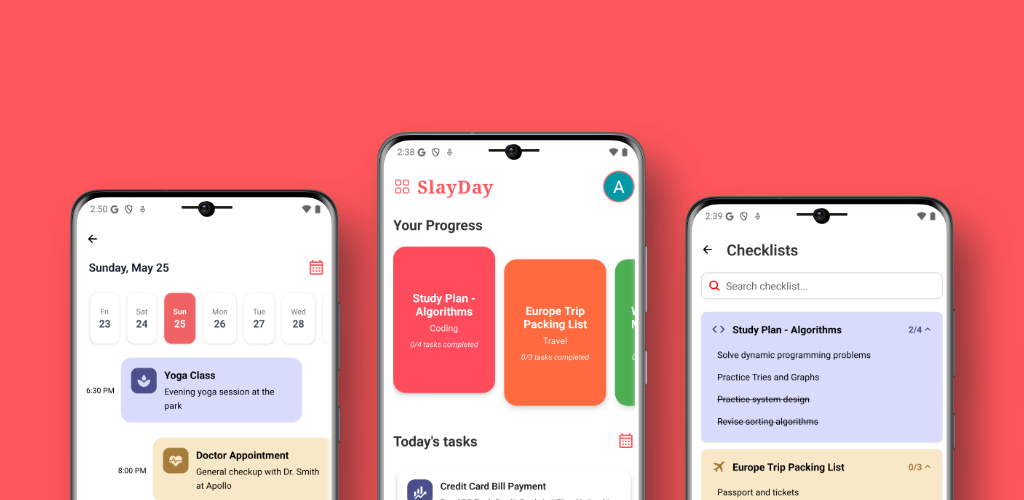 2:50
Sunday, May 25
Fri
23
Sat
24
Sun
25
Mon
26
Tue
27
Wed
28
6:30 PM
Yoga Class
Evening yoga session at the
park
8:00 PM
Doctor Appointment
General checkup with Dr. Smith
at Apollo
2:38
SlayDay
A
Your Progress
Study Plan -
Algorithms
Coding
0/4 tasks completed
Europe Trip
Packing List
Travel
0/3 tasks completed
Today's tasks
Credit Card Bill Payment
2:39
Checklists
Search checklist...
Study Plan - Algorithms
2/4
Solve dynamic programming problems
Practice Tries and Graphs
Practice system design
Revise sorting algorithms
Europe Trip Packing List
0/3
Passport and tickets